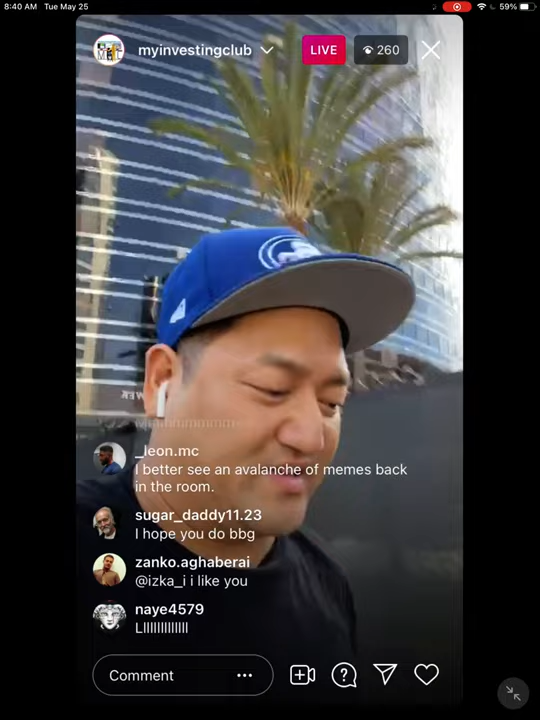 8:40 AM Tue May 25
59%
myinvestingclub
LIVE
260
_leon.mc
I better see an avalanche of memes back
in the room.
sugar_daddy11.23
I hope you do bbg
zanko.aghaberai
@izka_i i like you
naye4579
Llllllllllllll
Comment